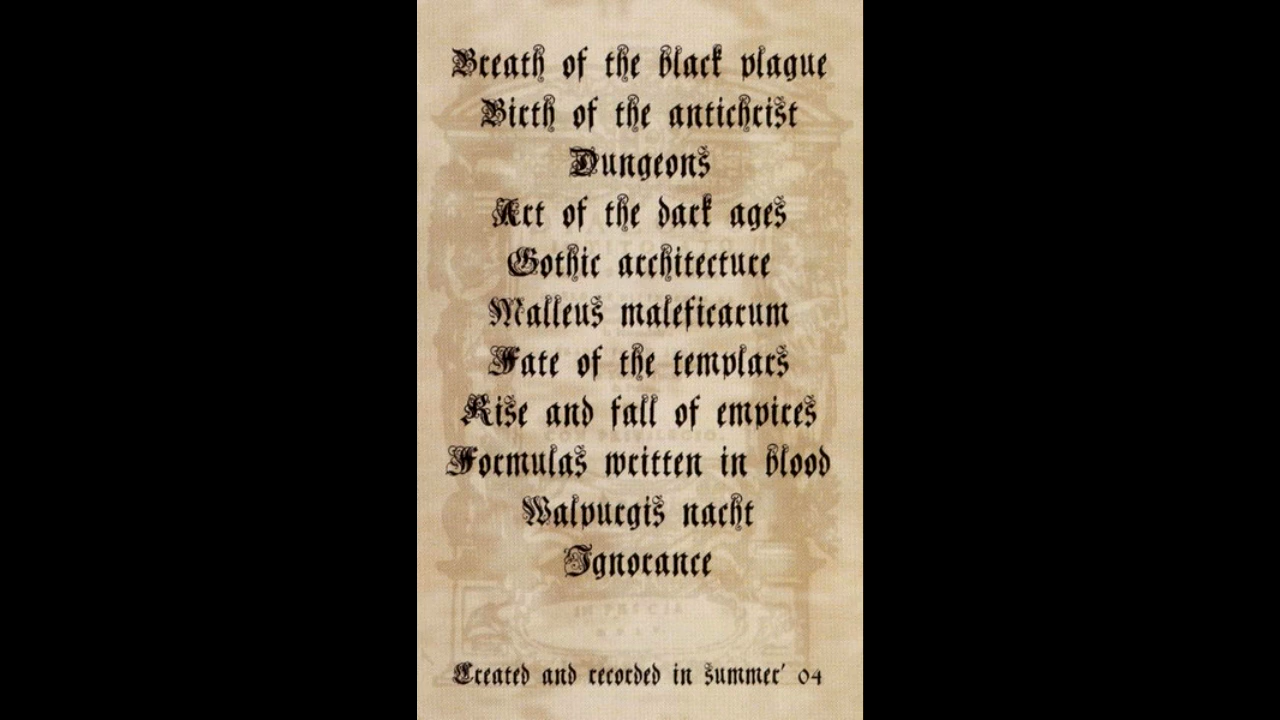 Breath of the black plague
Birth of the antichrist
Dungeons
Art of the dark ages
Gothic architecture
Malleus maleficarum
Fate of the templars
Rise and fall of empires
Formulas written in blood
Walpurgis nacht
Ignorance
Created and recorded in summer' 04